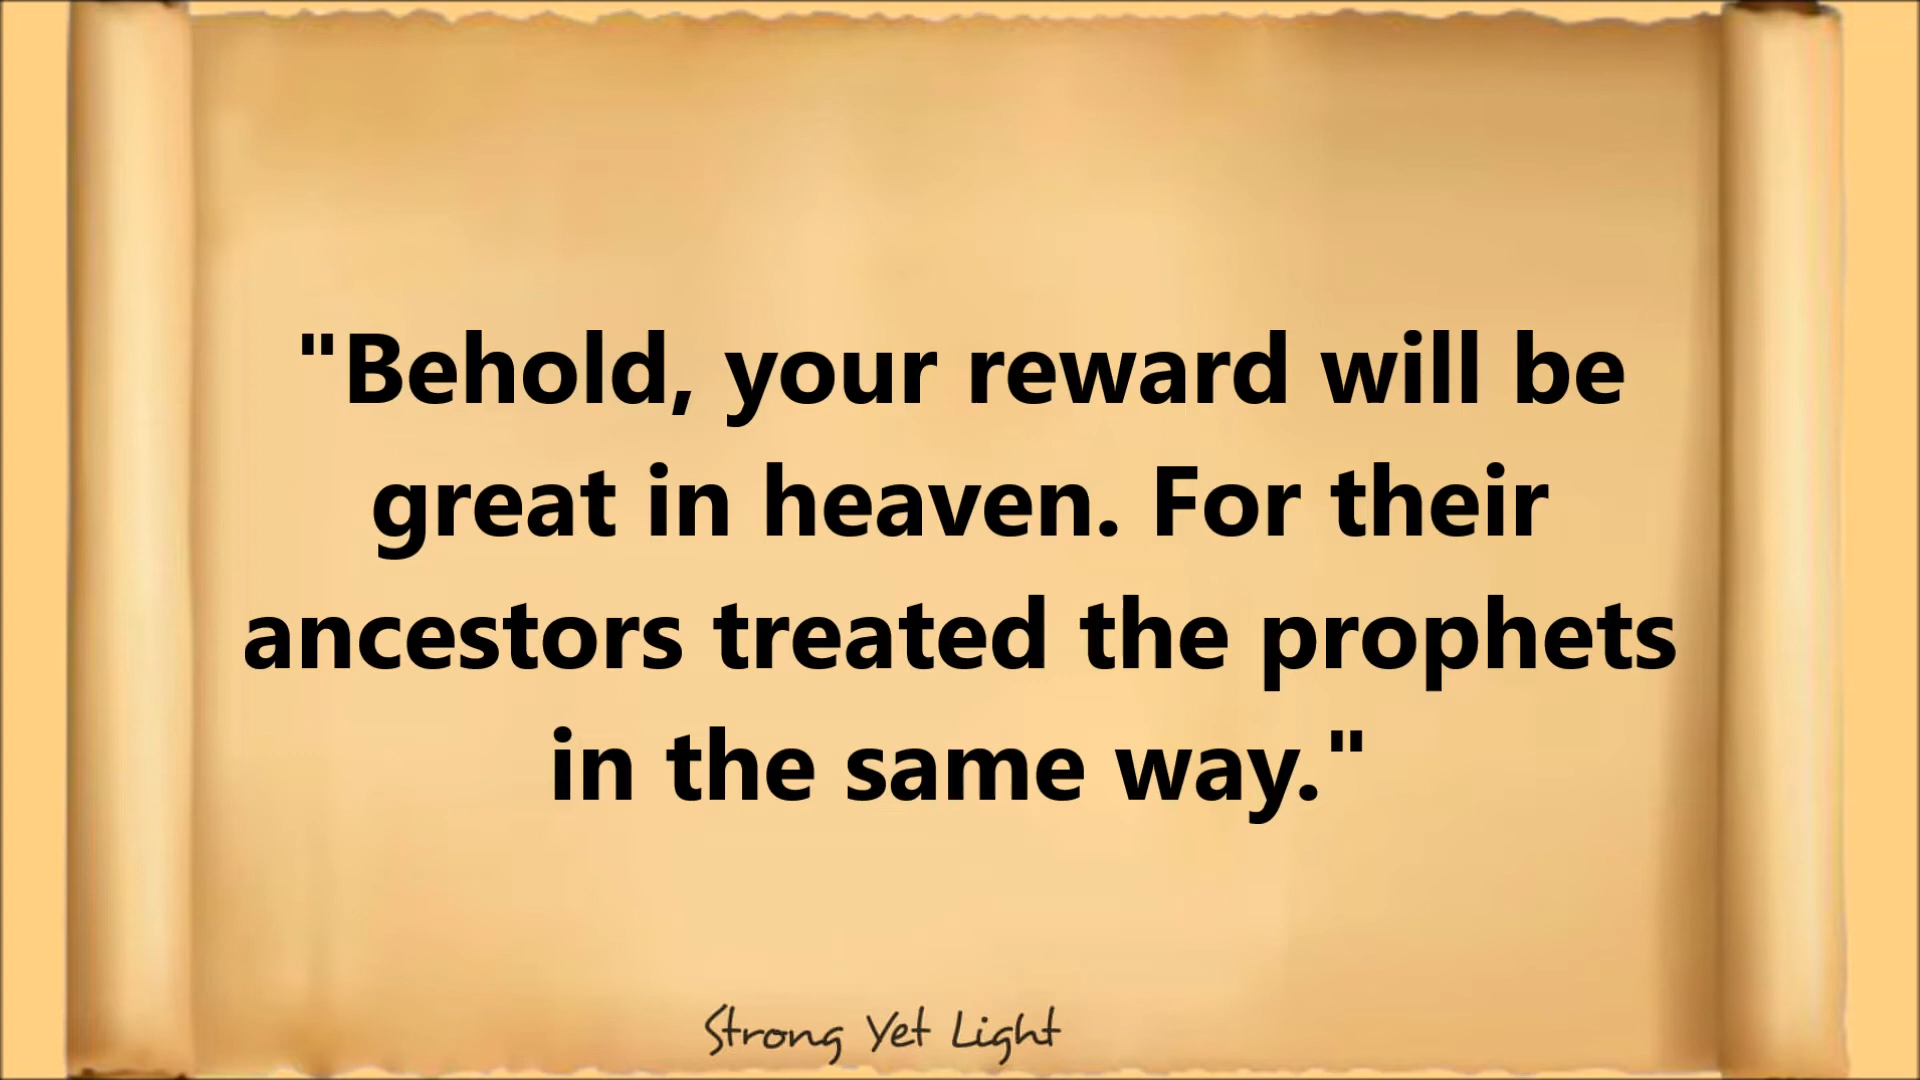 "Behold, your reward will be
great in heaven. For their
ancestors treated the prophets
in the same way."
Strong Yet Light